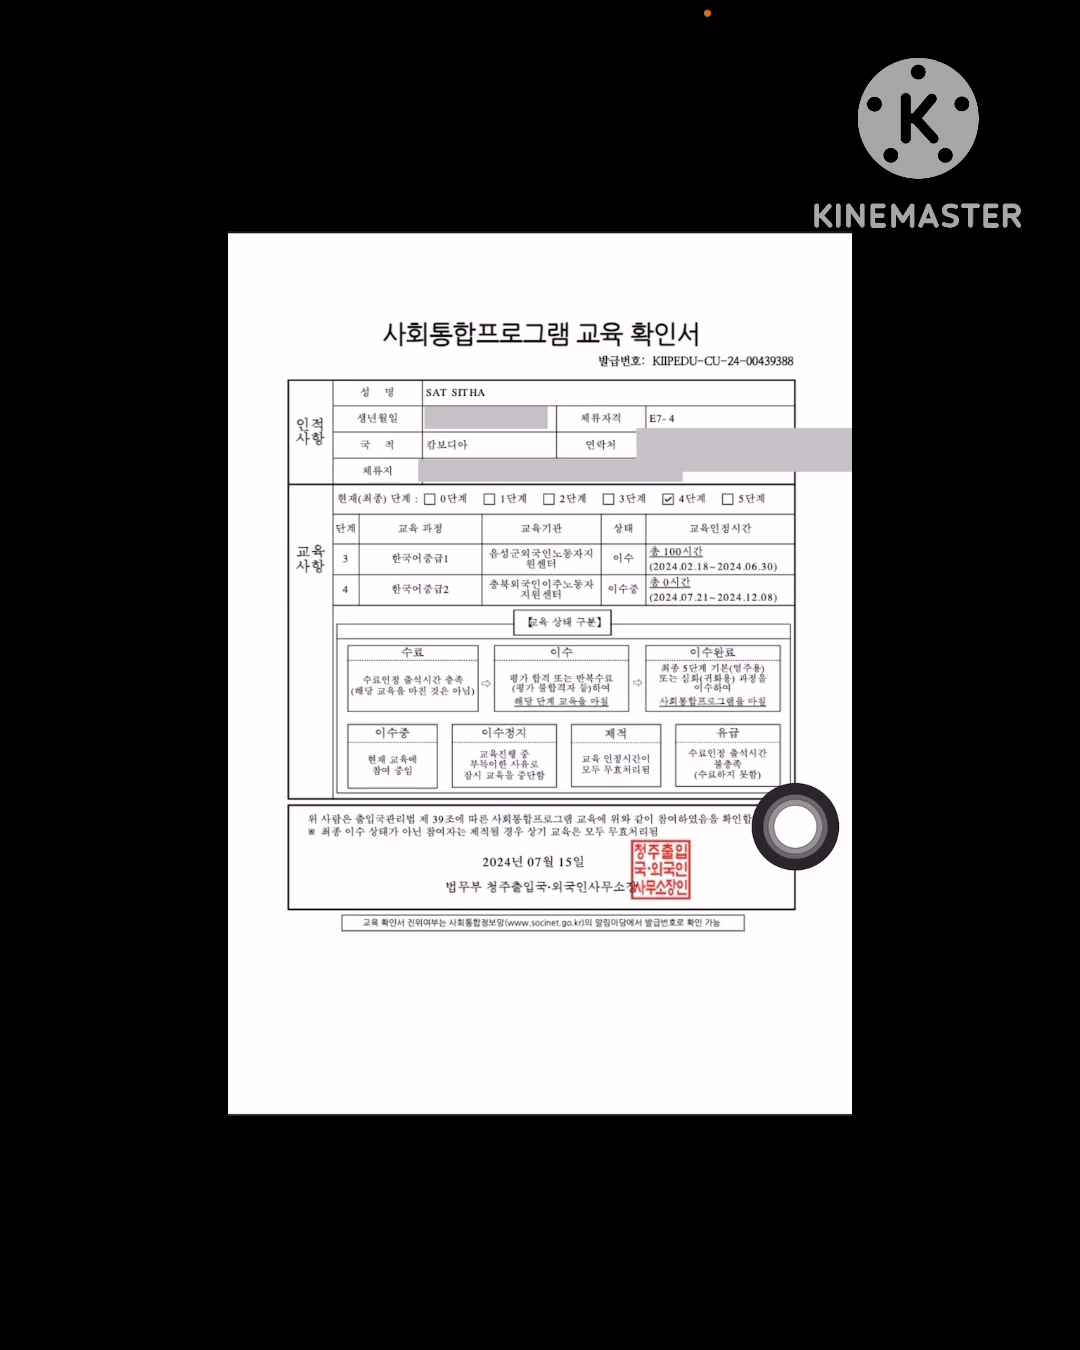 KINEMASTER
사회통합프로그램 교육 확인서
발급번호: KIIPEDU-CU-24-00439388
인적사항
성 명 SAT SITHA
생년월일 체류자격 E7- 4
국 적 캄보디아 연락처
체류지
교육사항
현재(최종) 단계 : 0단계 1단계 2단계 3단계 4단계 5단계
단계 교육 과정 교육기관 상태 교육인정시간
3 한국어중급1 음성군외국인노동자지원센터 이수 총 100시간 (2024.02.18~2024.06.30)
4 한국어중급2 충북외국인이주노동자지원센터 이수중 총 0시간 (2024.07.21~2024.12.08)
【교육 상태 구분】
수료
수료인정 출석시간 충족
(해당 교육을 마친 것은 아님)
⇨
이수
평가 합격 또는 반복수료
(평가 불합격자 등)하여
해당 단계 교육을 마침
⇨
이수완료
최종 5단계 기본(영주용)
또는 심화(귀화용) 과정을
이수하여
사회통합프로그램을 마침
이수중
현재 교육에
참여 중임
이수정지
교육진행 중
부득이한 사유로
잠시 교육을 중단함
제적
교육 인정시간이
모두 무효처리됨
유급
수료인정 출석시간
불충족
(수료하지 못함)
위 사람은 출입국관리법 제 39조에 따른 사회통합프로그램 교육에 위와 같이 참여하였음을 확인합
※ 최종 이수 상태가 아닌 참여자는 제적될 경우 상기 교육은 모두 무효처리됨
2024년 07월 15일
법무부 청주출입국·외국인사무소장
청주출입
국·외국인
사무소장인
교육 확인서 진위여부는 사회통합정보망(www.socinet.go.kr)의 알림마당에서 발급번호로 확인 가능